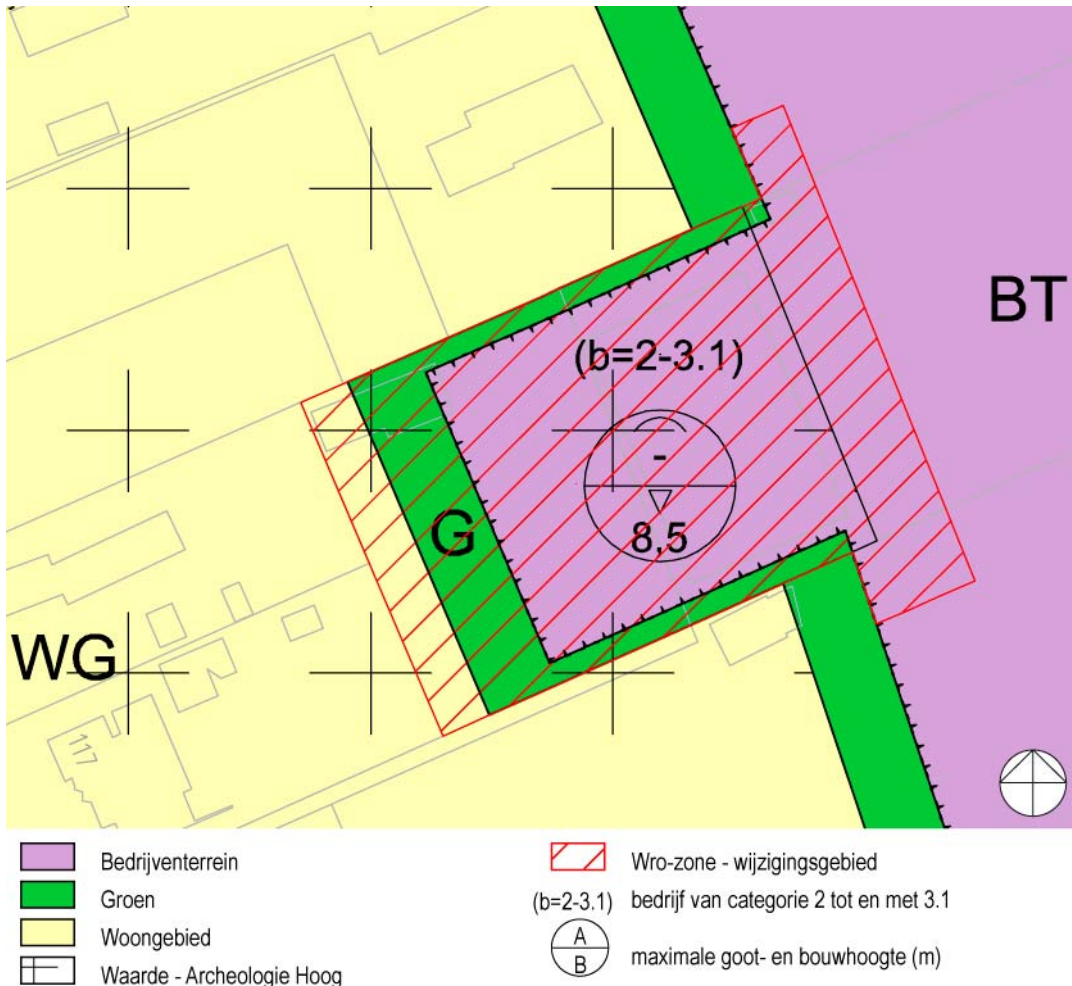 BT
(b=2-3.1)
-
8,5
G
WG
117
Bedrijventerrein
Groen
Woongebied
Waarde - Archeologie Hoog
Wro-zone - wijzigingsgebied
(b=2-3.1) bedrijf van categorie 2 tot en met 3.1
A
B
maximale goot- en bouwhoogte (m)